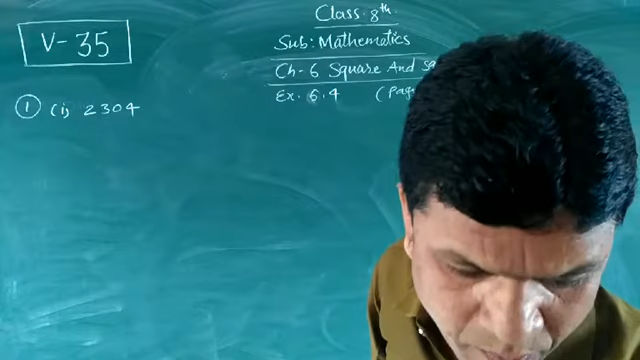 V-35
Class. 8th.
Sub: Mathematics
Ch-6 Square And
Ex. 6.4
① (i) 2304